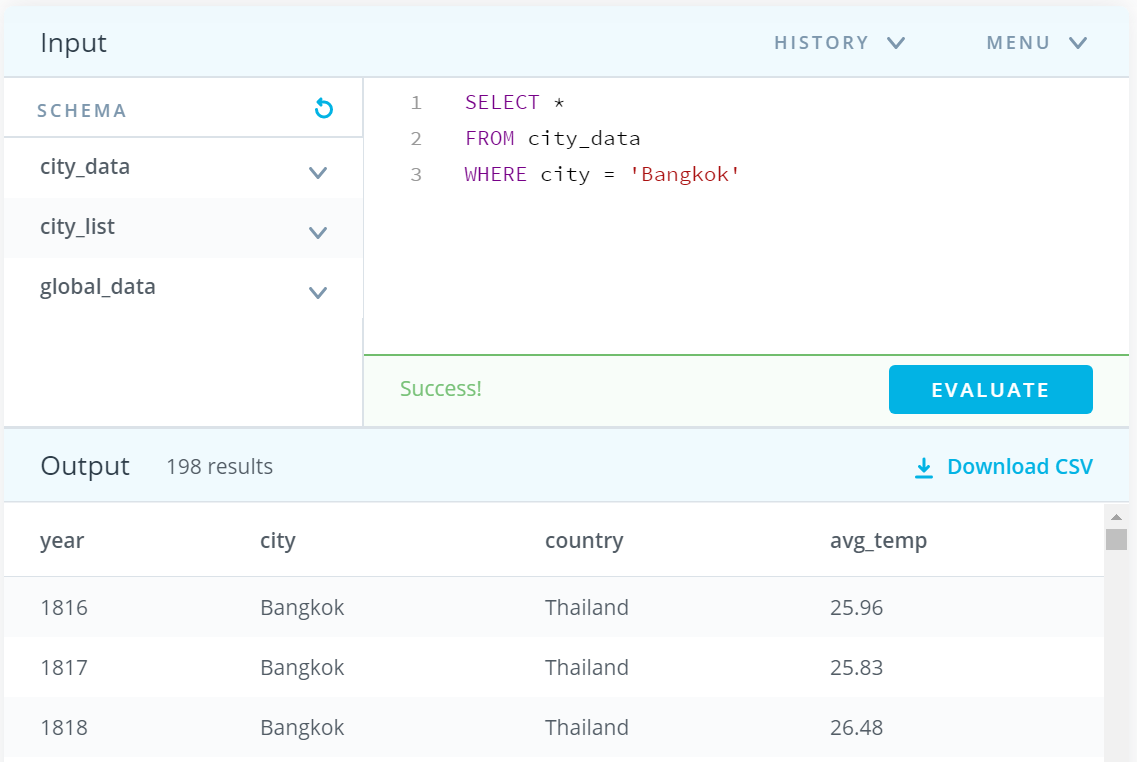 Input
HISTORY
MENU
SCHEMA
city_data
city_list
global_data
1 SELECT *
2 FROM city_data
3 WHERE city = 'Bangkok'
Success!
EVALUATE
Output 198 results
Download CSV
year city country avg_temp
1816 Bangkok Thailand 25.96
1817 Bangkok Thailand 25.83
1818 Bangkok Thailand 26.48